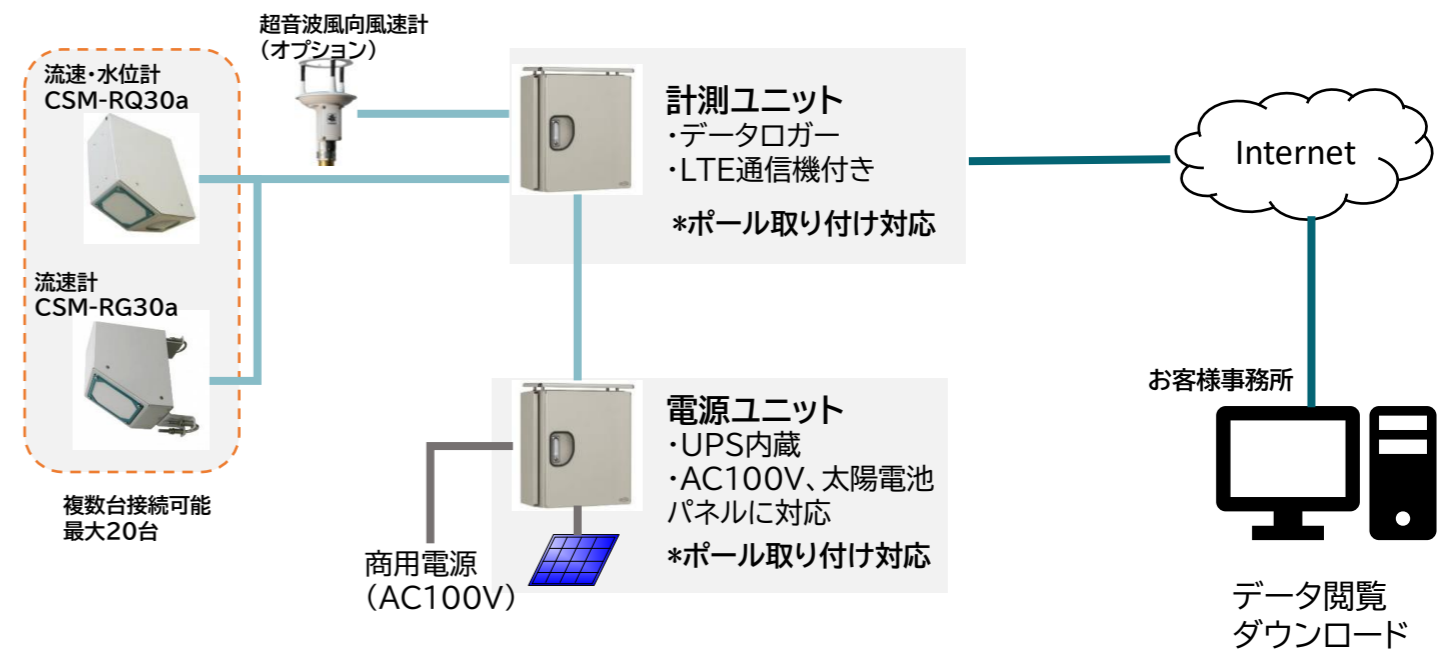 超音波風向風速計
（オプション）
流速・水位計
CSM-RQ30a
流速計
CSM-RG30a
複数台接続可能
最大20台
計測ユニット
・データロガー
・LTE通信機付き
*ポール取り付け対応
電源ユニット
・UPS内蔵
・AC100V、太陽電池
パネルに対応
*ポール取り付け対応
商用電源
（AC100V）
Internet
お客様事務所
データ閲覧
ダウンロード